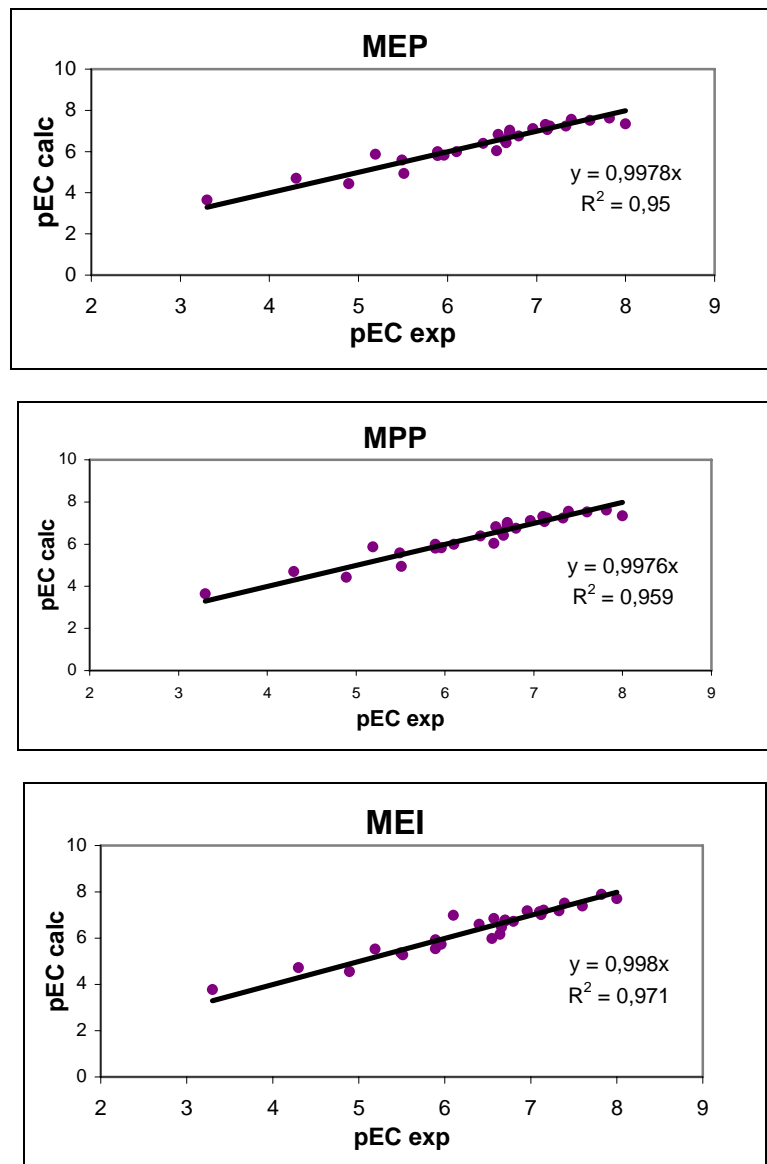 MEP
10
8
6
4
2
0
pEC calc
y = 0,9978x
R² = 0,95
2 3 4 5 6 7 8 9
pEC exp
MPP
10
8
6
4
2
0
pEC calc
y = 0,9976x
R² = 0,959
2 3 4 5 6 7 8 9
pEC exp
MEI
10
8
6
4
2
0
pEC calc
y = 0,998x
R² = 0,971
2 3 4 5 6 7 8 9
pEC exp